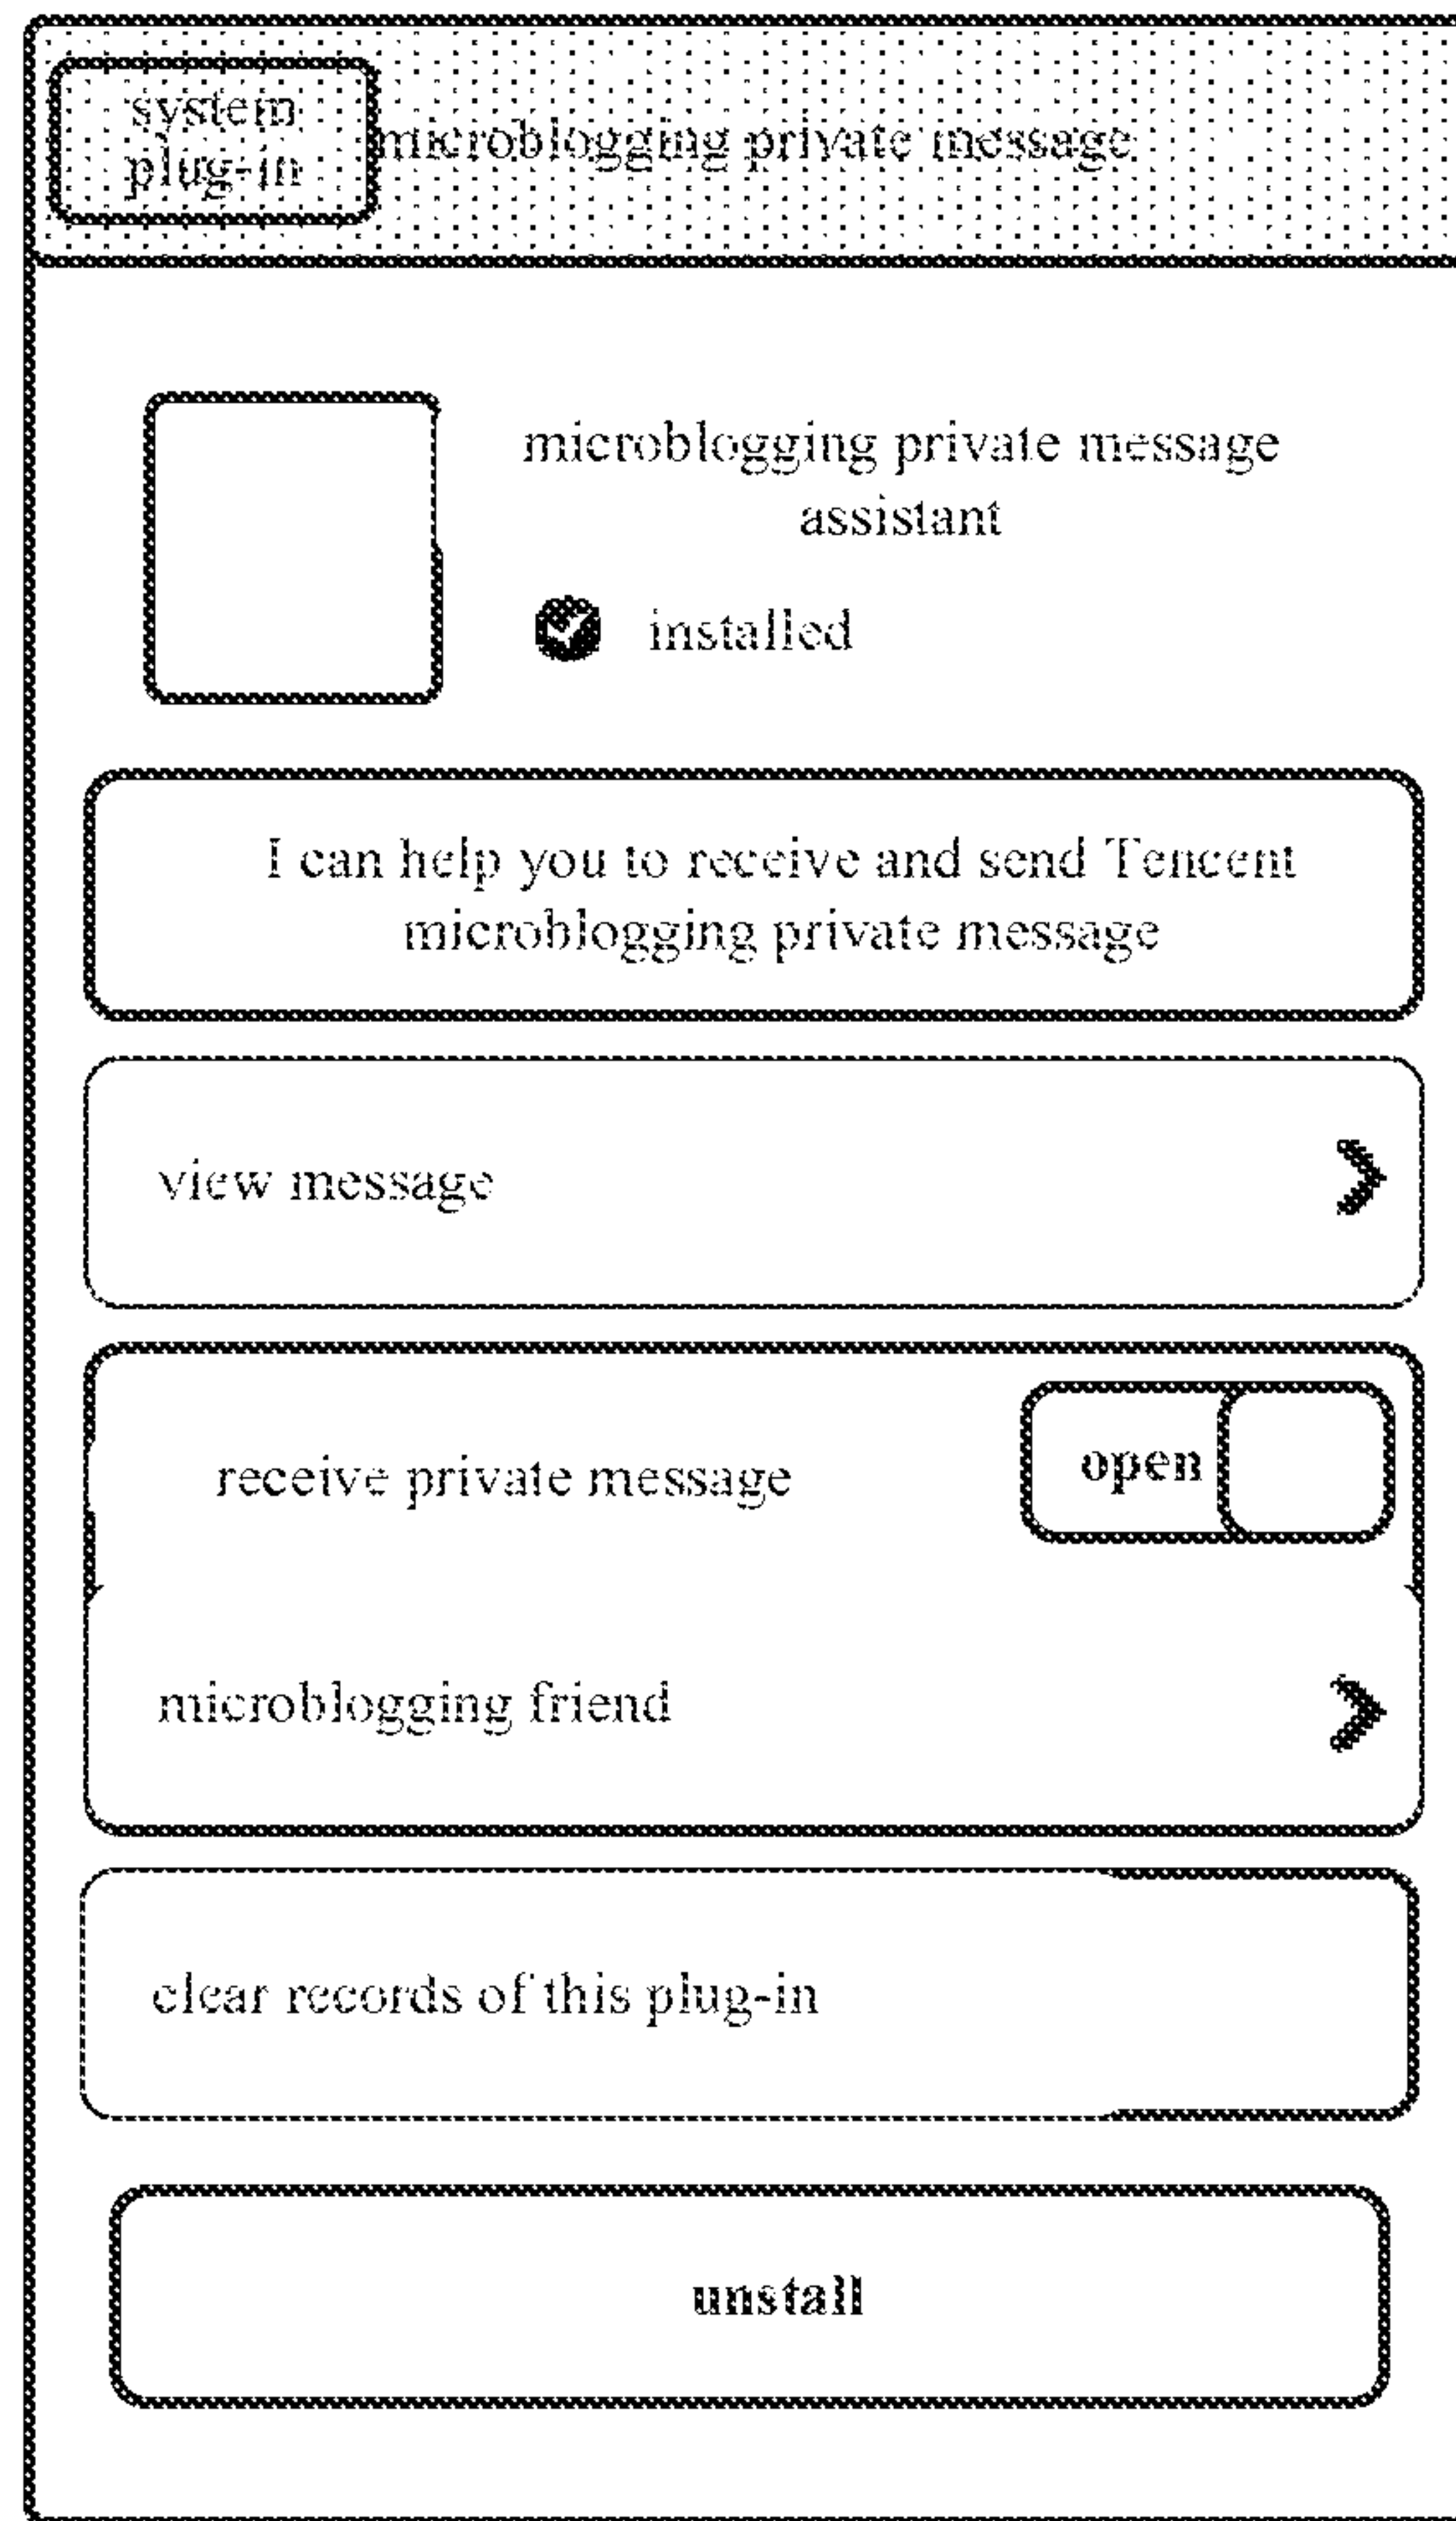 system
plug-in
microblogging private message
microblogging private message
assistant
installed
I can help you to receive and send Tencent
microblogging private message
view message
receive private message
open
microblogging friend
clear records of this plug-in
unstall